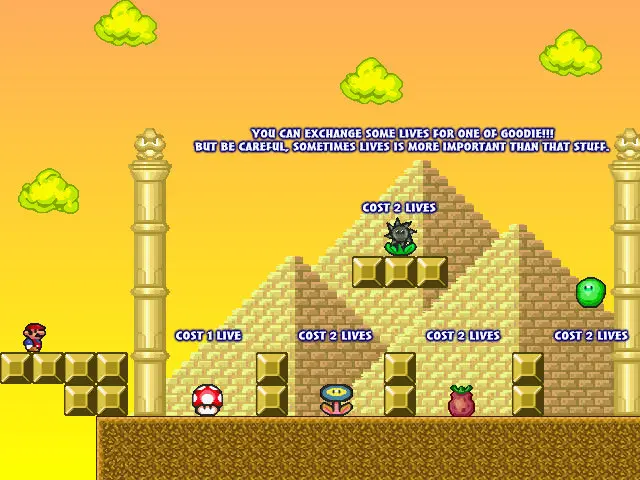 YOU CAN EXCHANGE SOME LIVES FOR ONE OF GOODIE!!!
BUT BE CAREFUL, SOMETIMES LIVES IS MORE IMPORTANT THAN THAT STUFF.
COST 2 LIVES
COST 1 LIVE
COST 2 LIVES
COST 2 LIVES
COST 2 LIVES